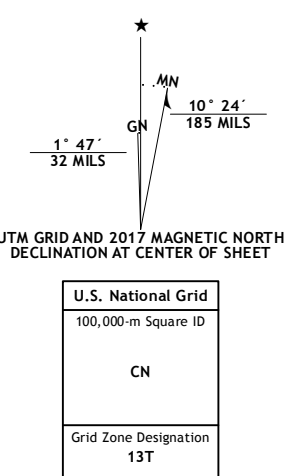 ★
MN
GN
10° 24´
185 MILS
1° 47´
32 MILS
UTM GRID AND 2017 MAGNETIC NORTH
DECLINATION AT CENTER OF SHEET
U.S. National Grid
100,000-m Square ID
CN
Grid Zone Designation
13T